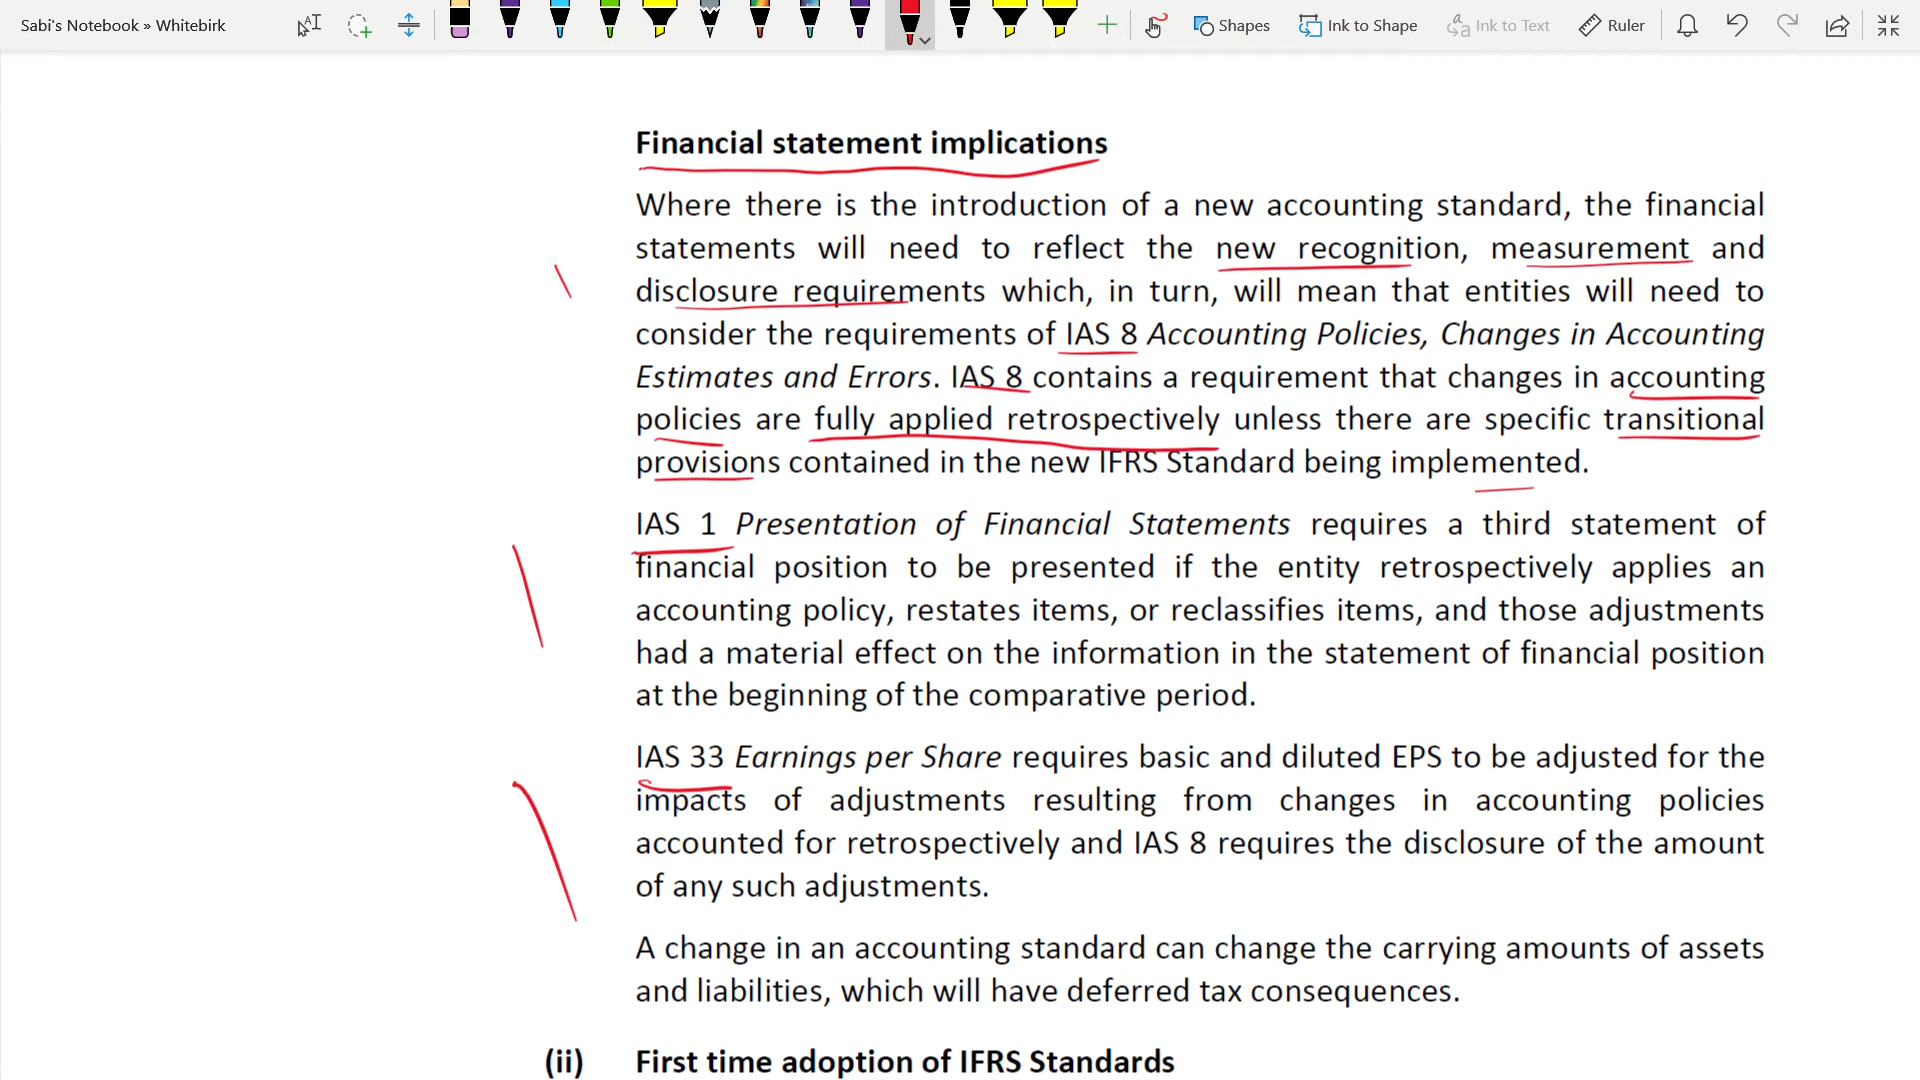 Sabi's Notebook » Whitebirk
Shapes
Ink to Shape
Ink to Text
Ruler
Financial statement implications
Where there is the introduction of a new accounting standard, the financial
statements will need to reflect the new recognition, measurement and
disclosure requirements which, in turn, will mean that entities will need to
consider the requirements of IAS 8 Accounting Policies, Changes in Accounting
Estimates and Errors. IAS 8 contains a requirement that changes in accounting
policies are fully applied retrospectively unless there are specific transitional
provisions contained in the new IFRS Standard being implemented.
IAS 1 Presentation of Financial Statements requires a third statement of
financial position to be presented if the entity retrospectively applies an
accounting policy, restates items, or reclassifies items, and those adjustments
had a material effect on the information in the statement of financial position
at the beginning of the comparative period.
IAS 33 Earnings per Share requires basic and diluted EPS to be adjusted for the
impacts of adjustments resulting from changes in accounting policies
accounted for retrospectively and IAS 8 requires the disclosure of the amount
of any such adjustments.
A change in an accounting standard can change the carrying amounts of assets
and liabilities, which will have deferred tax consequences.
(ii) First time adoption of IFRS Standards